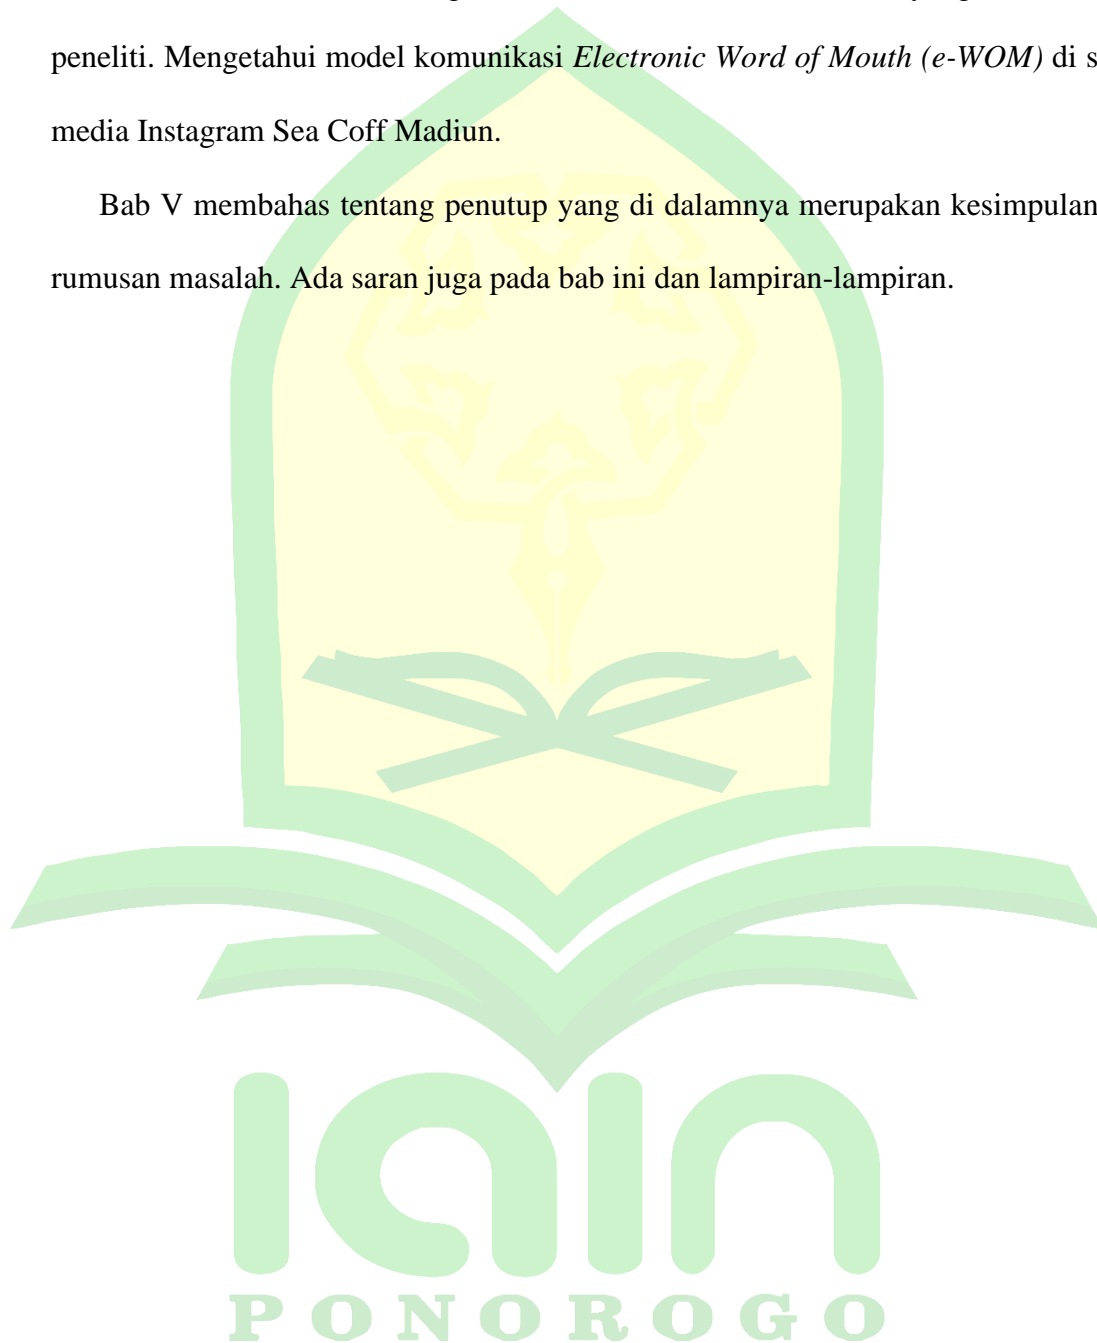 peneliti. Mengetahui model komunikasi Electronic Word of Mouth (e-WOM) di s
media Instagram Sea Coff Madiun.
Bab V membahas tentang penutup yang di dalamnya merupakan kesimpulan
rumusan masalah. Ada saran juga pada bab ini dan lampiran-lampiran.
iain
PONOROGO